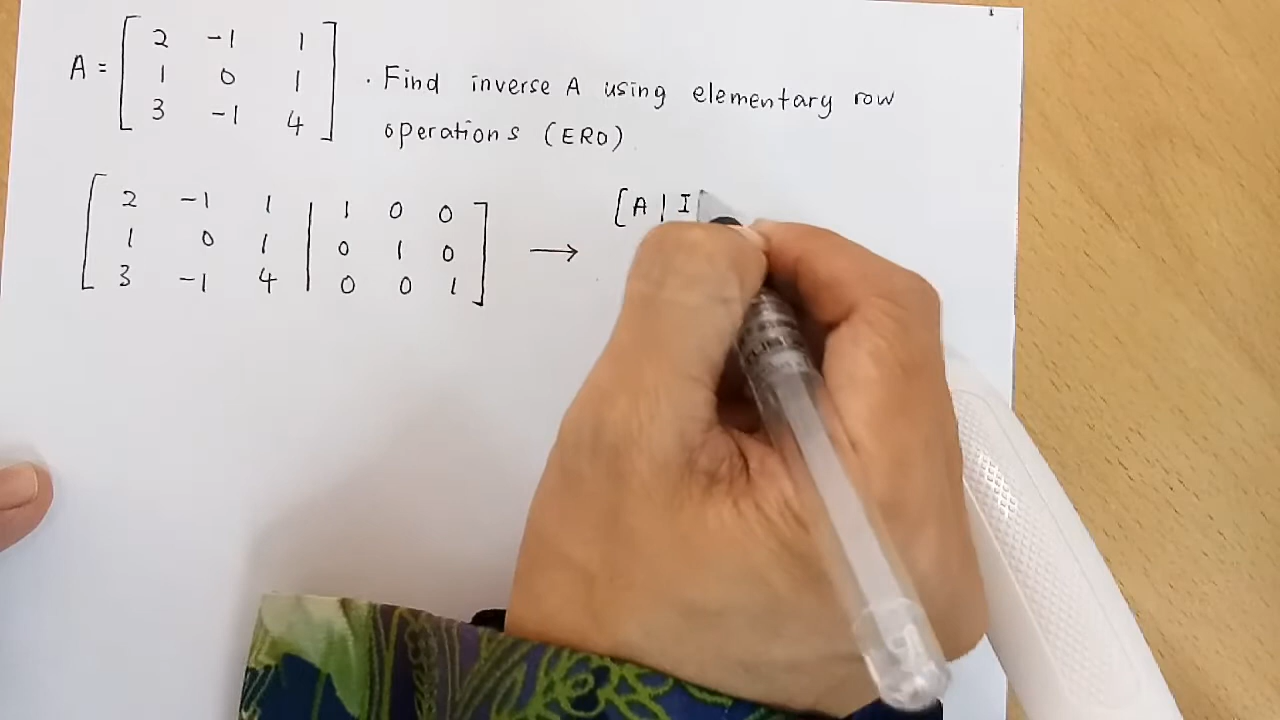 A = [ 2 -1 1
1 0 1
3 -1 4 ] . Find inverse A using elementary row
operations (ERO)
[ 2 -1 1 | 1 0 0
1 0 1 | 0 1 0
3 -1 4 | 0 0 1 ] → [A | I